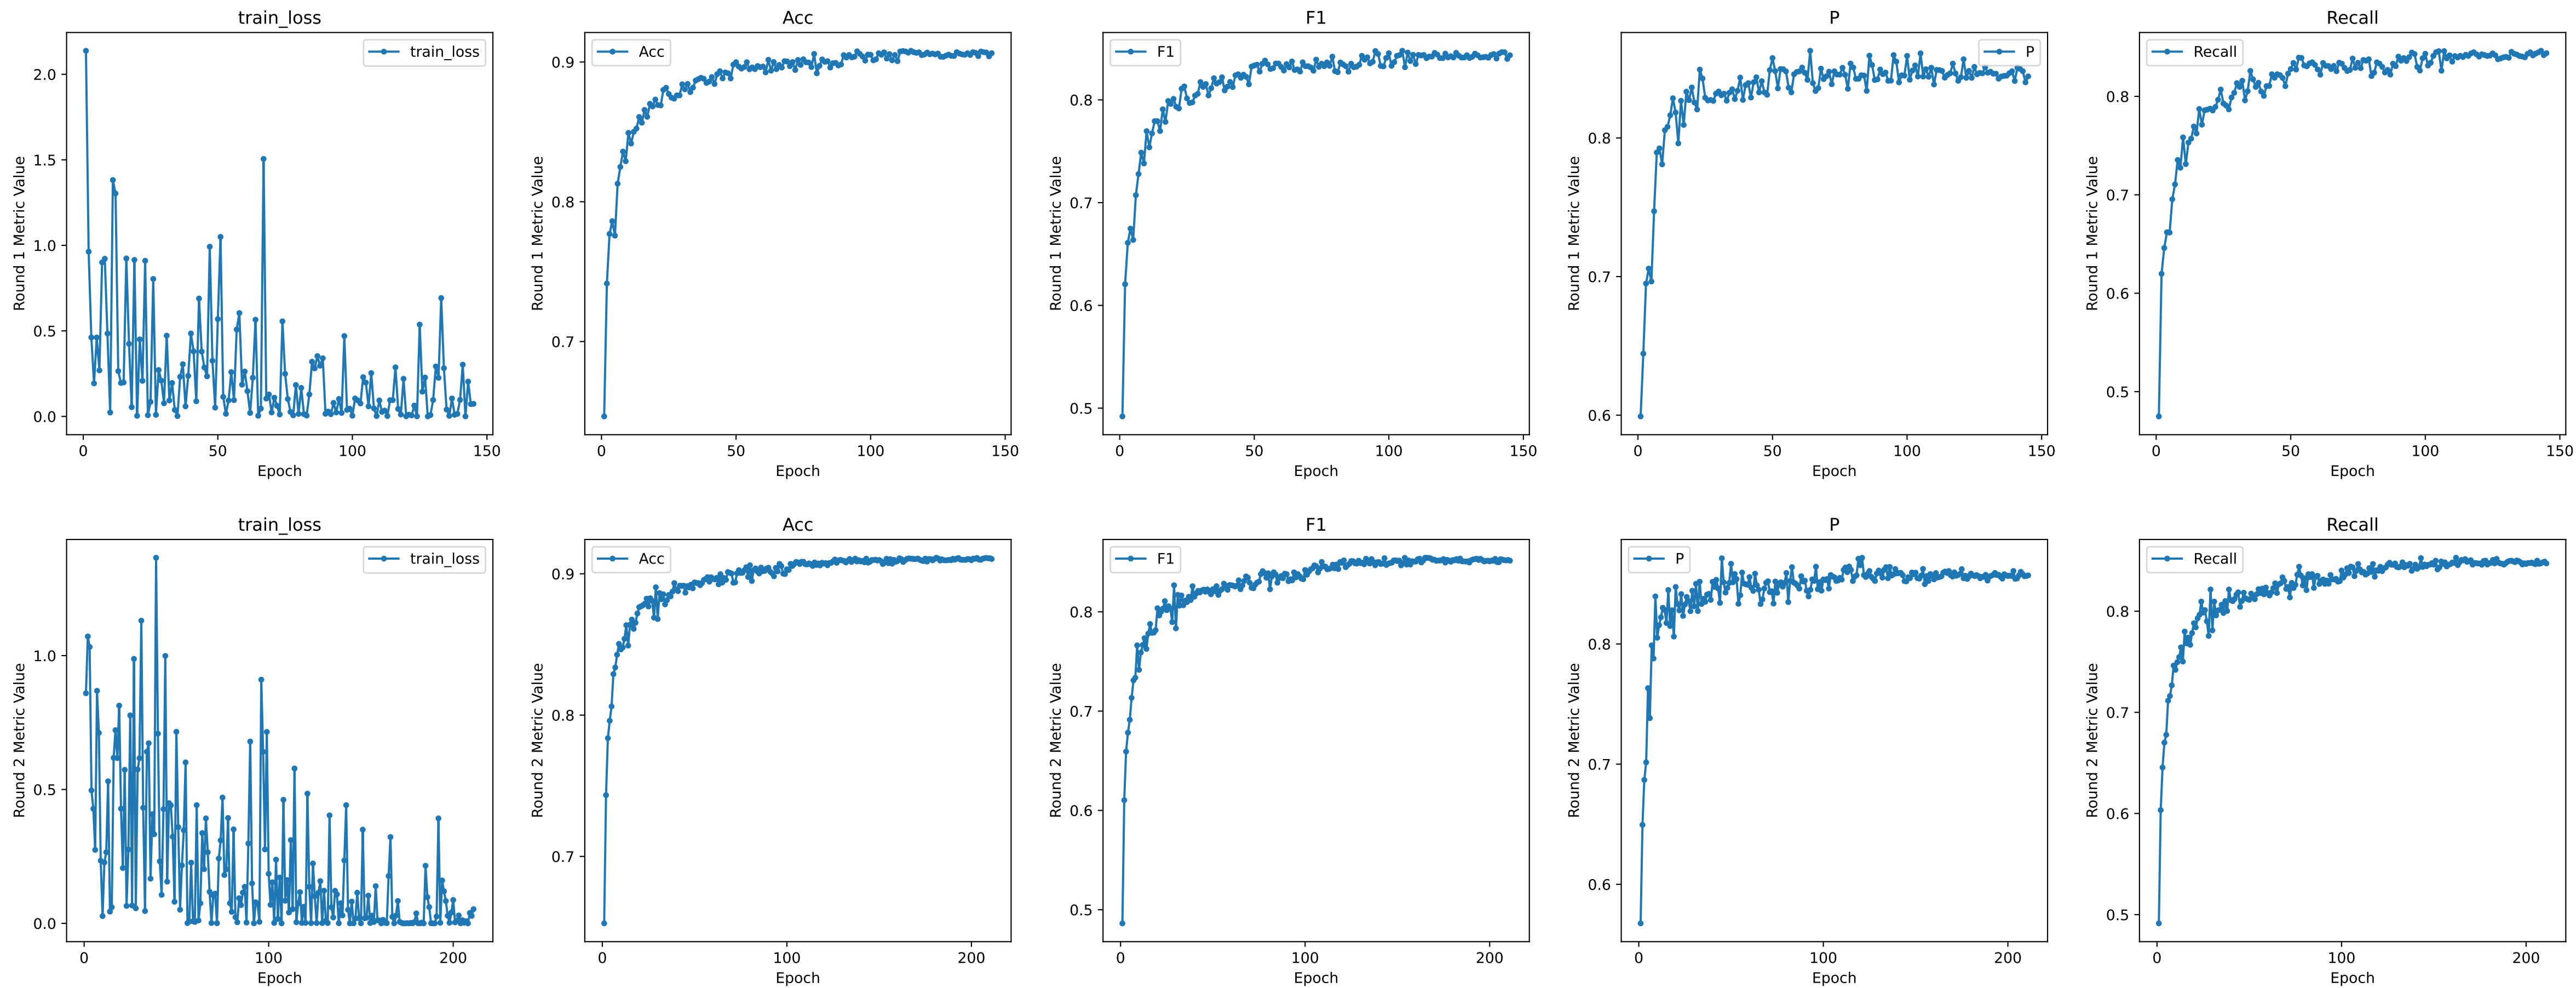 train_loss
Acc
F1
P
Recall
train_loss
Acc
F1
P
Recall
Round 1 Metric Value
2.0
1.5
1.0
0.5
0.0
0
50
100
150
Epoch
Round 1 Metric Value
0.9
0.8
0.7
0
50
100
150
Epoch
Round 1 Metric Value
0.8
0.7
0.6
0.5
0
50
100
150
Epoch
Round 1 Metric Value
0.8
0.7
0.6
0
50
100
150
Epoch
Round 1 Metric Value
0.8
0.7
0.6
0.5
0
50
100
150
Epoch
train_loss
Acc
F1
P
Recall
train_loss
Acc
F1
P
Recall
Round 2 Metric Value
1.0
0.5
0.0
0
100
200
Epoch
Round 2 Metric Value
0.9
0.8
0.7
0
100
200
Epoch
Round 2 Metric Value
0.8
0.7
0.6
0.5
0
100
200
Epoch
Round 2 Metric Value
0.8
0.7
0.6
0
100
200
Epoch
Round 2 Metric Value
0.8
0.7
0.6
0.5
0
100
200
Epoch